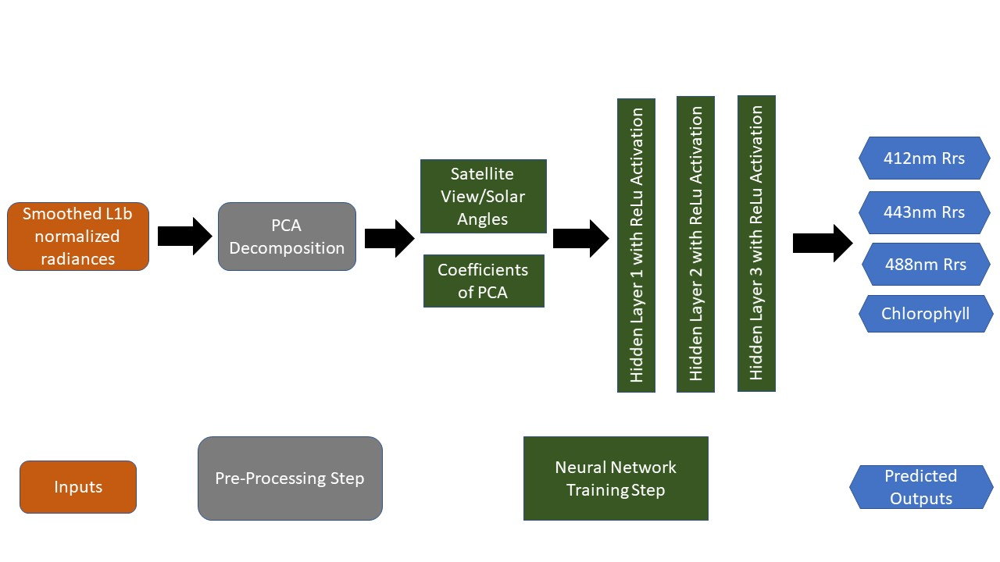 Smoothed L1b
normalized
radiances
PCA
Decomposition
Satellite
View/Solar
Angles
Coefficients
of PCA
Hidden Layer 1 with ReLu Activation
Hidden Layer 2 with ReLu Activation
Hidden Layer 3 with ReLu Activation
412nm Rrs
443nm Rrs
488nm Rrs
Chlorophyll
Inputs
Pre-Processing Step
Neural Network
Training Step
Predicted
Outputs